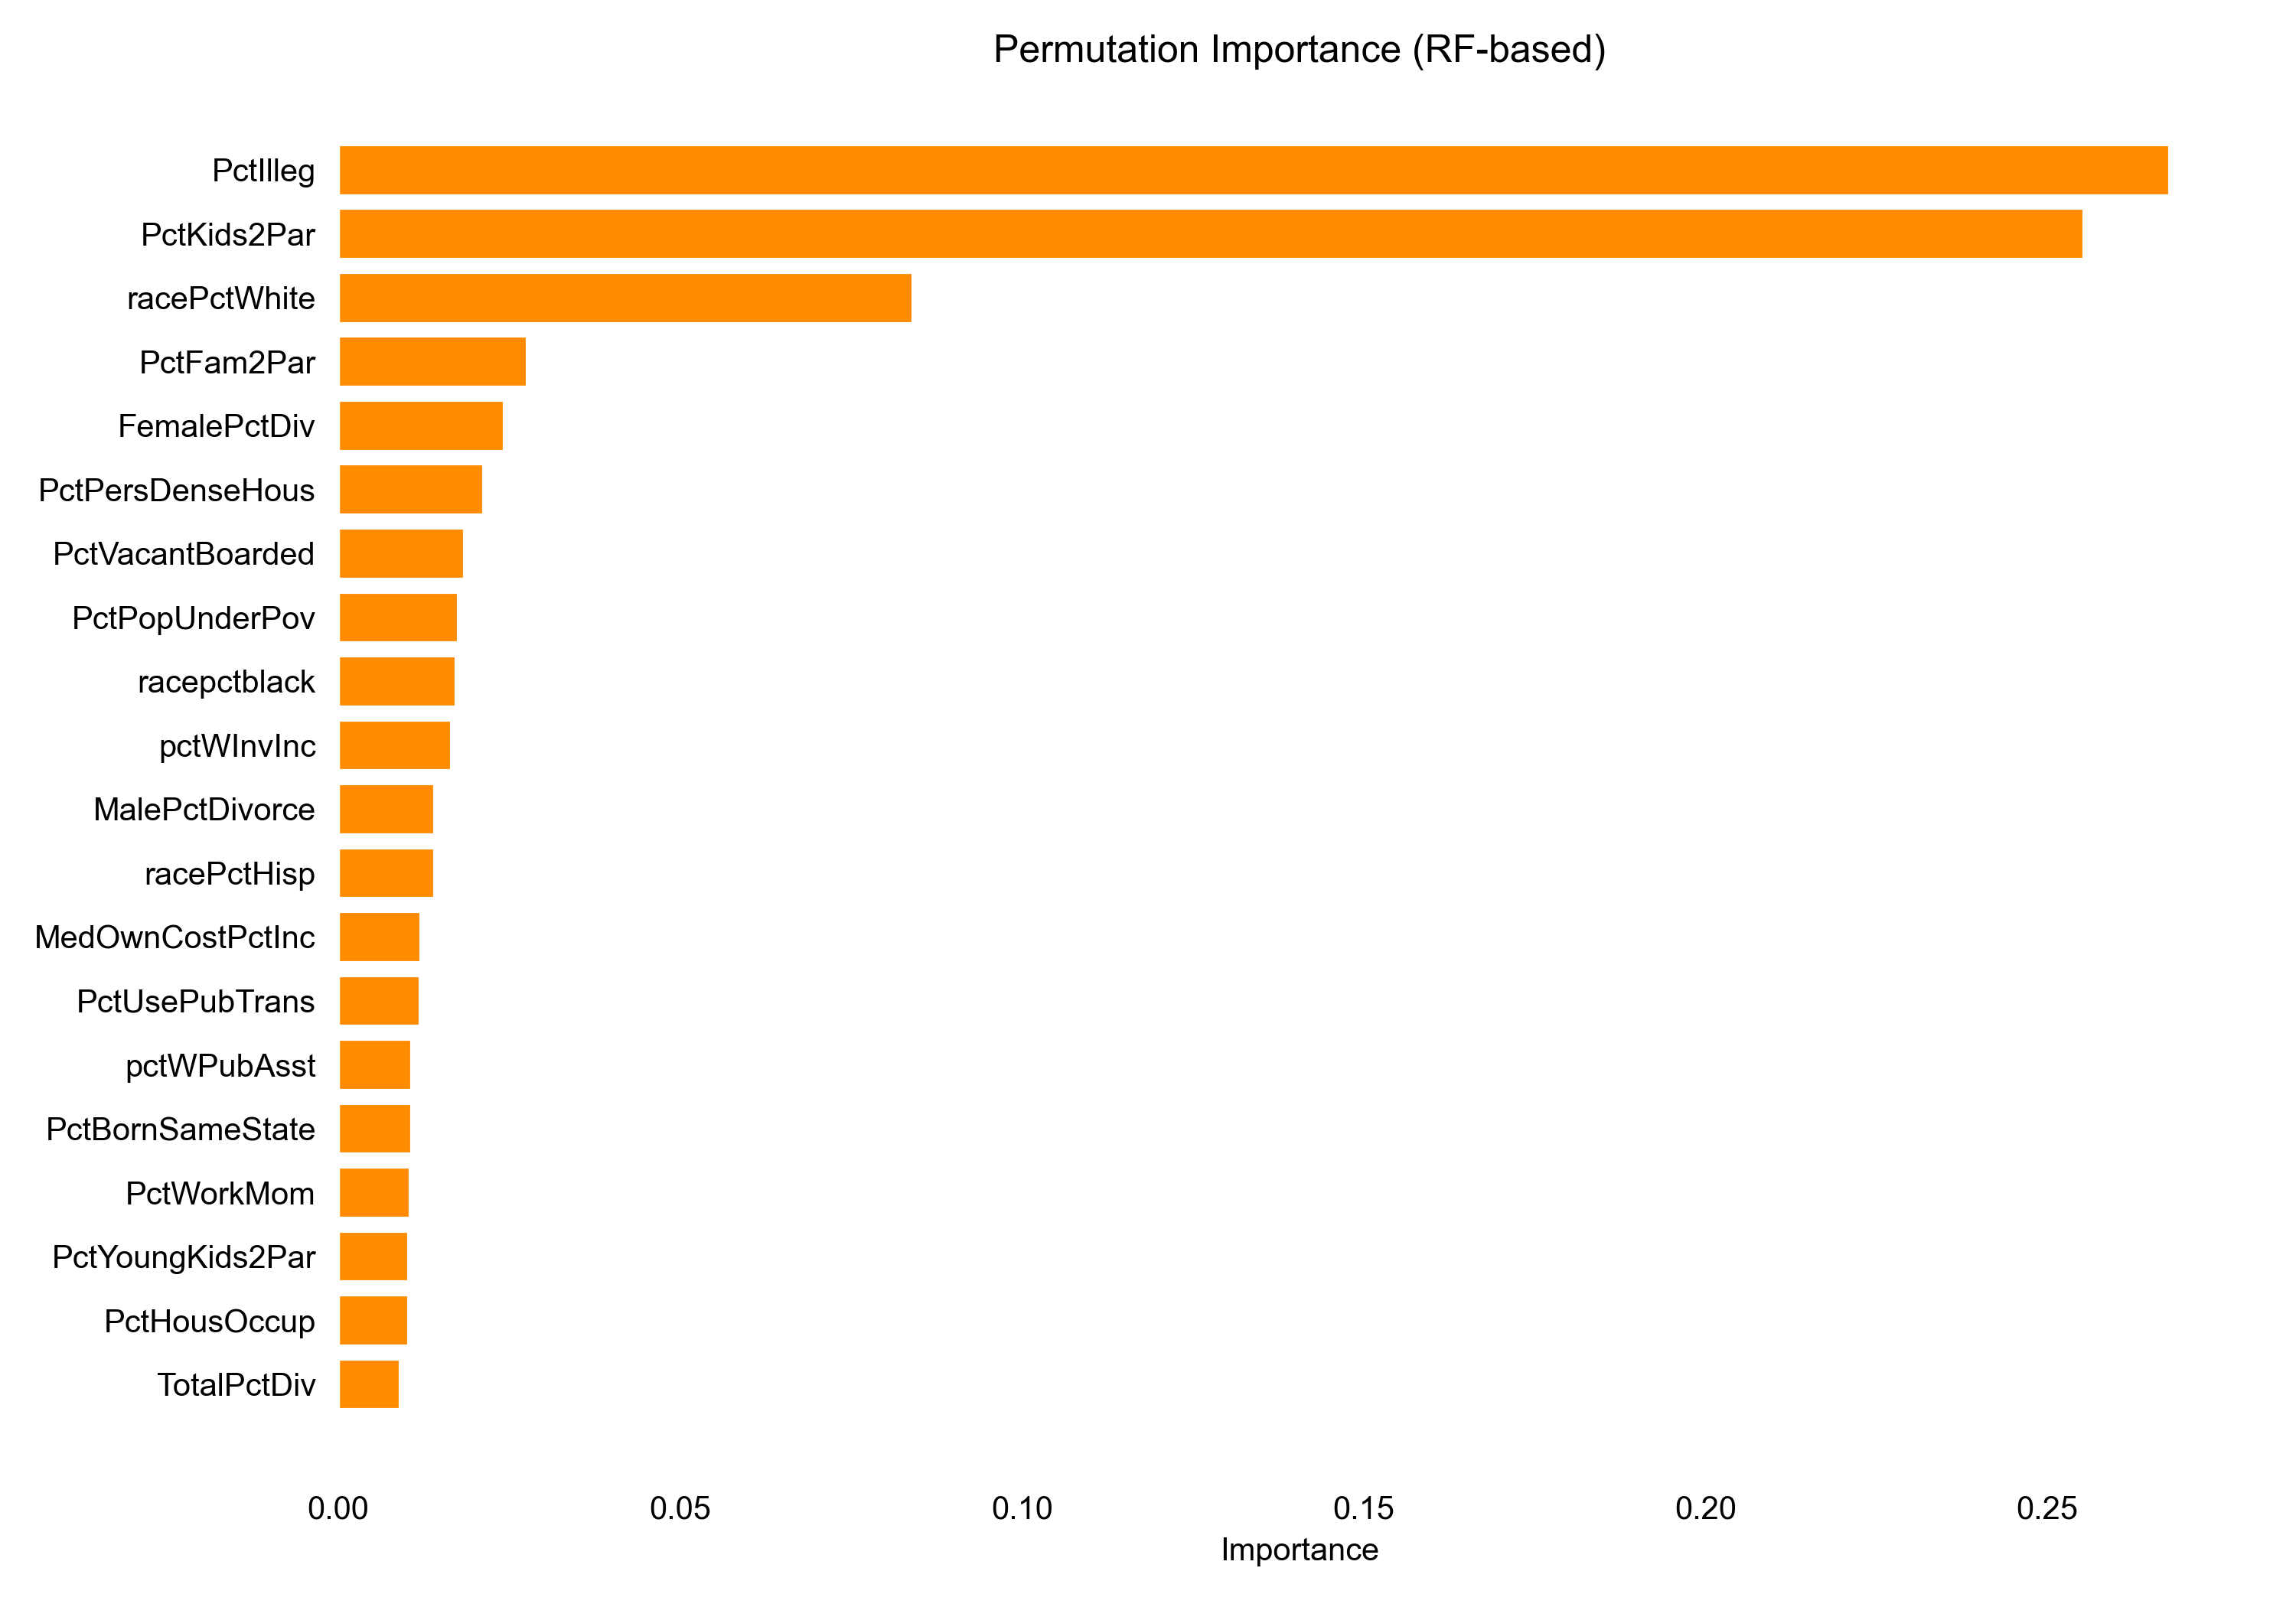 Permutation Importance (RF-based)
PctIlleg
PctKids2Par
racePctWhite
PctFam2Par
FemalePctDiv
PctPersDenseHous
PctVacantBoarded
PctPopUnderPov
racepctblack
pctWInvInc
MalePctDivorce
racePctHisp
MedOwnCostPctInc
PctUsePubTrans
pctWPubAsst
PctBornSameState
PctWorkMom
PctYoungKids2Par
PctHousOccup
TotalPctDiv
0.00 0.05 0.10 0.15 0.20 0.25
Importance